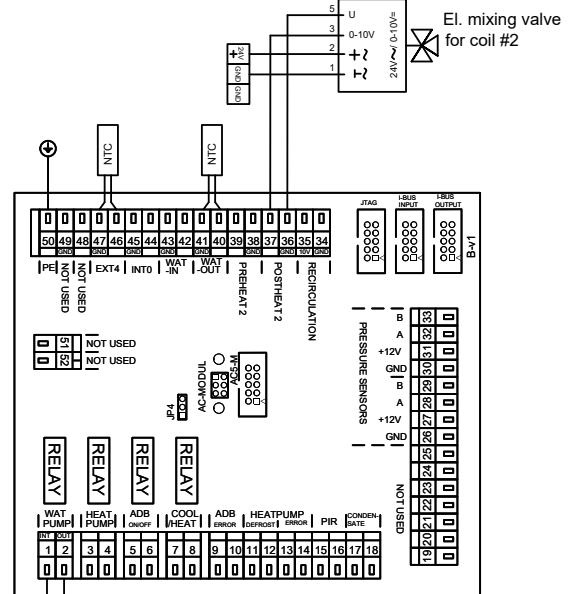 5 U
3 0-10V
2 +~
1 ⊢~
24V~/ 0-10V=
El. mixing valve
for coil #2
+ 24V
GND
GND
NTC
NTC
JTAG
I-BUS
INPUT
I-BUS
OUTPUT
B-v1
50 49 48 47 46 45 44 43 42 41 40 39 38 37 36 35 34
GND GND GND GND GND GND GND 10V GND
PE
NOT USED
NOT USED
EXT4
INT0
WAT
-IN
WAT
-OUT
PREHEAT 2
POSTHEAT 2
RECIRCULATION
51 NOT USED
52 NOT USED
JP4
AC-MODUL
AC5-M
PRESSURE SENSORS
B 33
A 32
+12V 31
GND 30
B 29
A 28
+12V 27
GND 26
25
24
23
22
21
20
19
NOT USED
RELAY
RELAY
RELAY
RELAY
WAT
PUMP
HEAT
PUMP
ADB
ON/OFF
COOL
/HEAT
ADB
ERROR
HEATPUMP
DEFROST ERROR
PIR
CONDEN-
SATE
INT OUT
1 2 3 4 5 6 7 8 9 10 11 12 13 14 15 16 17 18